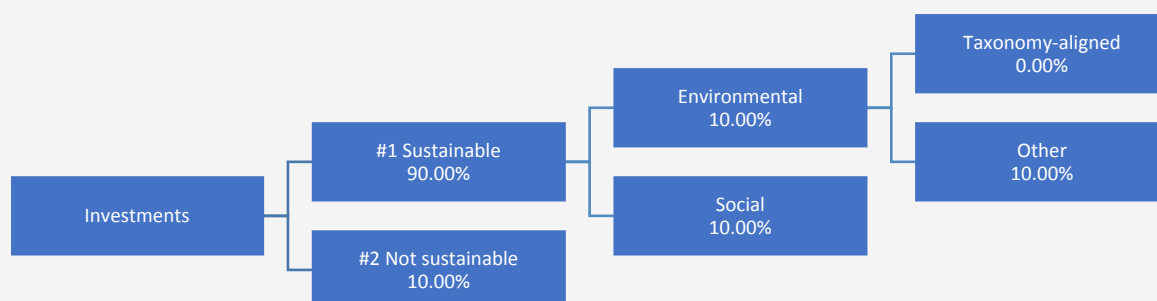 Investments
#1 Sustainable
90.00%
#2 Not sustainable
10.00%
Environmental
10.00%
Social
10.00%
Taxonomy-aligned
0.00%
Other
10.00%